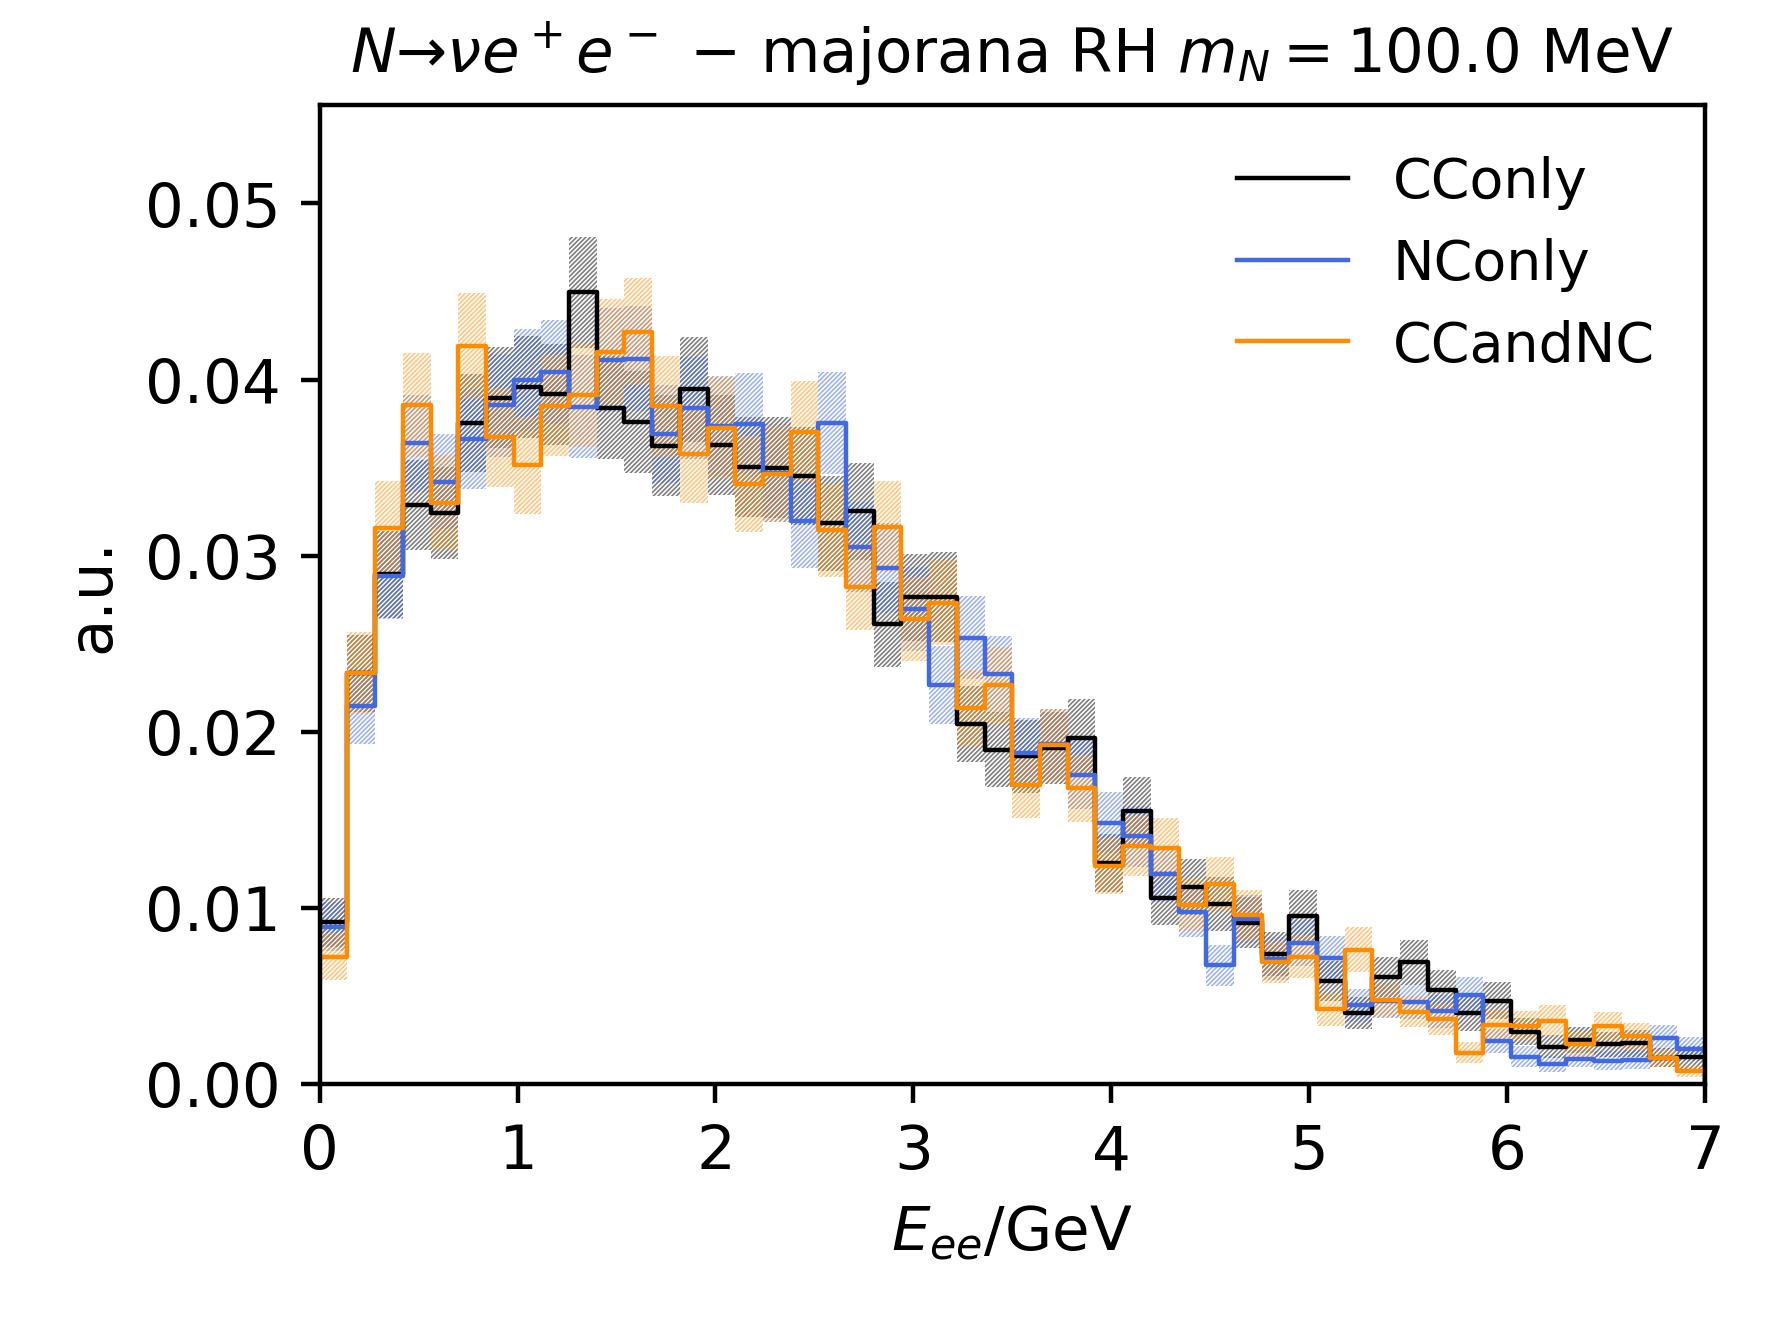 N→νe⁺e⁻ − majorana RH m_N = 100.0 MeV
CConly
NConly
CCandNC
a.u.
0.05
0.04
0.03
0.02
0.01
0.00
0 1 2 3 4 5 6 7
E_ee/GeV